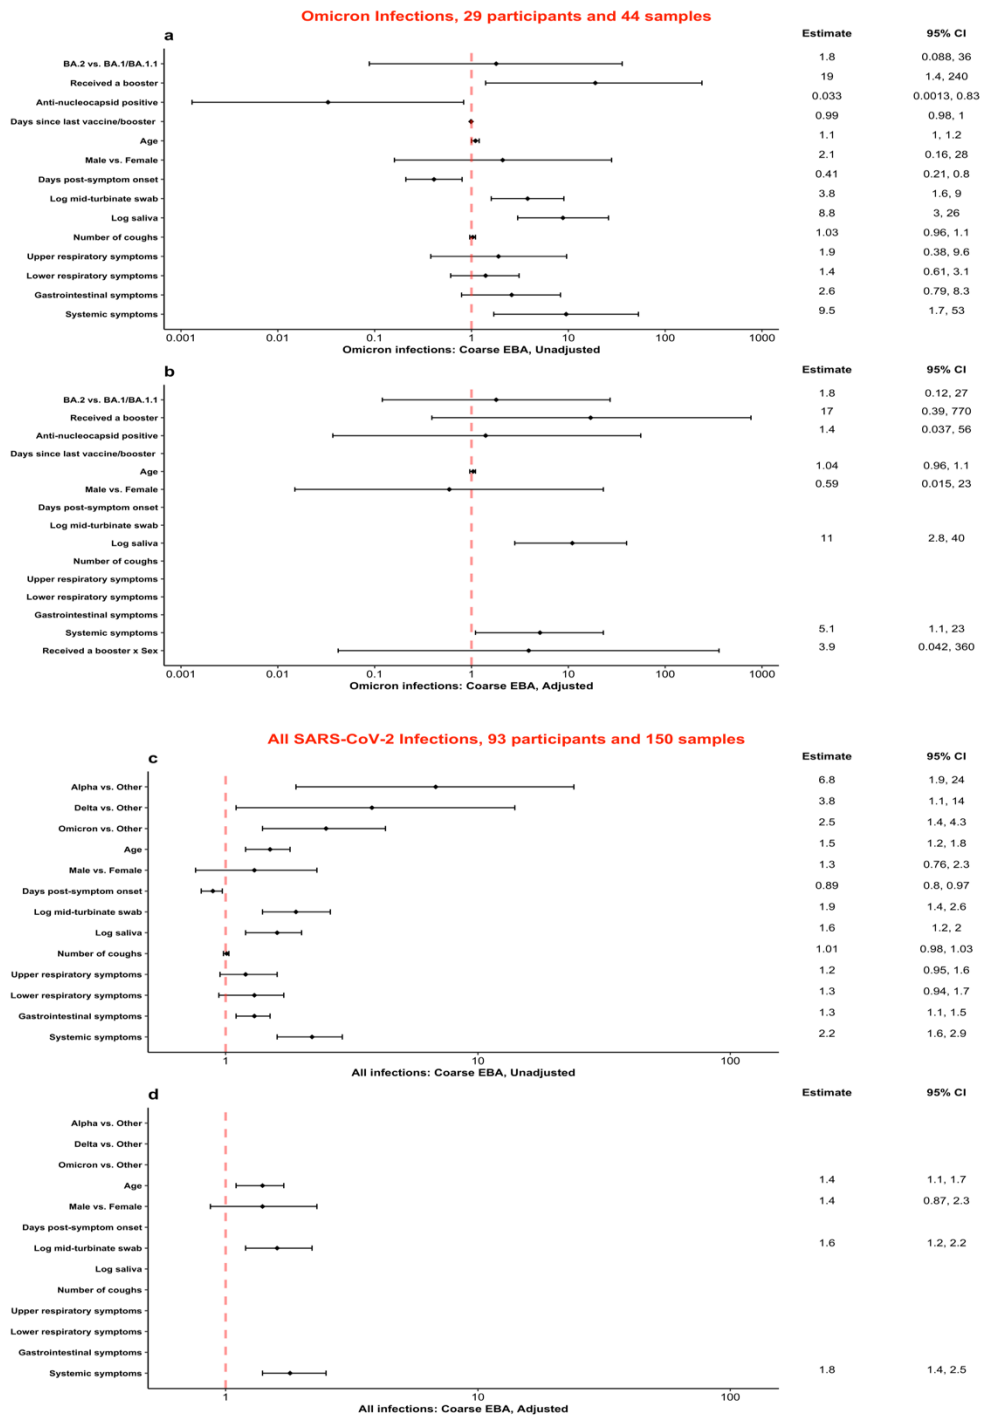 Omicron Infections, 29 participants and 44 samples
a Estimate 95% CI
BA.2 vs. BA.1/BA.1.1 1.8 0.088, 36
Received a booster 19 1.4, 240
Anti-nucleocapsid positive 0.033 0.0013, 0.83
Days since last vaccine/booster 0.99 0.98, 1
Age 1.1 1, 1.2
Male vs. Female 2.1 0.16, 28
Days post-symptom onset 0.41 0.21, 0.8
Log mid-turbinate swab 3.8 1.6, 9
Log saliva 8.8 3, 26
Number of coughs 1.03 0.96, 1.1
Upper respiratory symptoms 1.9 0.38, 9.6
Lower respiratory symptoms 1.4 0.61, 3.1
Gastrointestinal symptoms 2.6 0.79, 8.3
Systemic symptoms 9.5 1.7, 53
0.001 0.01 0.1 1 10 100 1000
Omicron infections: Coarse EBA, Unadjusted
b Estimate 95% CI
BA.2 vs. BA.1/BA.1.1 1.8 0.12, 27
Received a booster 17 0.39, 770
Anti-nucleocapsid positive 1.4 0.037, 56
Days since last vaccine/booster
Age 1.04 0.96, 1.1
Male vs. Female 0.59 0.015, 23
Days post-symptom onset
Log mid-turbinate swab
Log saliva 11 2.8, 40
Number of coughs
Upper respiratory symptoms
Lower respiratory symptoms
Gastrointestinal symptoms
Systemic symptoms 5.1 1.1, 23
Received a booster x Sex 3.9 0.042, 360
0.001 0.01 0.1 1 10 100 1000
Omicron infections: Coarse EBA, Adjusted
All SARS-CoV-2 Infections, 93 participants and 150 samples
c Estimate 95% CI
Alpha vs. Other 6.8 1.9, 24
Delta vs. Other 3.8 1.1, 14
Omicron vs. Other 2.5 1.4, 4.3
Age 1.5 1.2, 1.8
Male vs. Female 1.3 0.76, 2.3
Days post-symptom onset 0.89 0.8, 0.97
Log mid-turbinate swab 1.9 1.4, 2.6
Log saliva 1.6 1.2, 2
Number of coughs 1.01 0.98, 1.03
Upper respiratory symptoms 1.2 0.95, 1.6
Lower respiratory symptoms 1.3 0.94, 1.7
Gastrointestinal symptoms 1.3 1.1, 1.5
Systemic symptoms 2.2 1.6, 2.9
1 10 100
All infections: Coarse EBA, Unadjusted
d Estimate 95% CI
Alpha vs. Other
Delta vs. Other
Omicron vs. Other
Age 1.4 1.1, 1.7
Male vs. Female 1.4 0.87, 2.3
Days post-symptom onset
Log mid-turbinate swab 1.6 1.2, 2.2
Log saliva
Number of coughs
Upper respiratory symptoms
Lower respiratory symptoms
Gastrointestinal symptoms
Systemic symptoms 1.8 1.4, 2.5
1 10 100
All infections: Coarse EBA, Adjusted